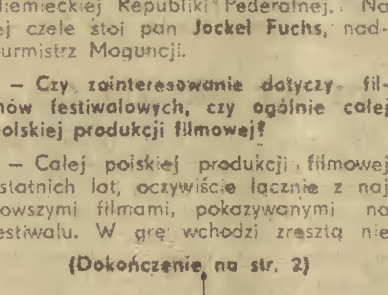 Niemieckiej Republiki Federalnej. Na
jej czele stoi pan Jockel Fuchs, nad-
burmistrz Moguncji.
— Czy zainteresowanie dotyczy fil-
mów festiwalowych, czy ogólnie całej
polskiej produkcji filmowej?
— Całej polskiej produkcji filmowej
ostatnich lat, oczywiście łącznie z naj
nowszymi filmami, pokazywanymi na
festiwalu. W grę wchodzi zresztą nie
(Dokończenie na str. 2)